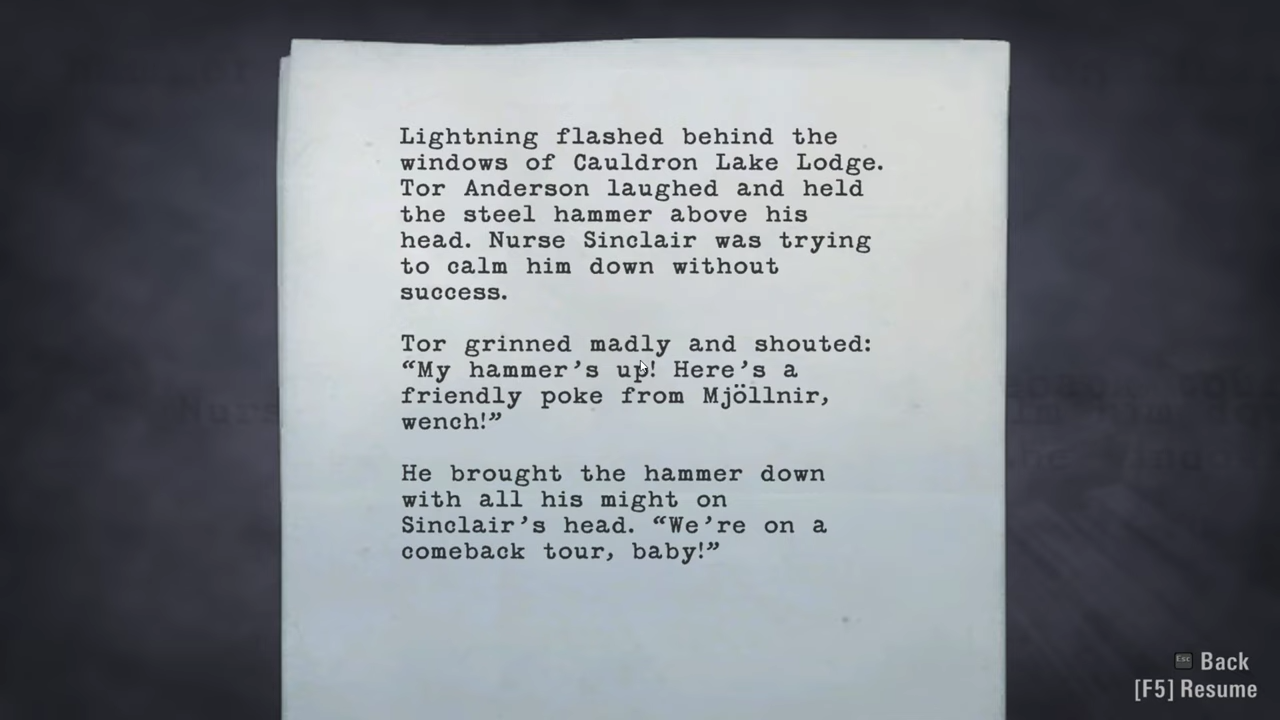 Lightning flashed behind the
windows of Cauldron Lake Lodge.
Tor Anderson laughed and held
the steel hammer above his
head. Nurse Sinclair was trying
to calm him down without
success.
Tor grinned madly and shouted:
“My hammer’s up! Here’s a
friendly poke from Mjöllnir,
wench!”
He brought the hammer down
with all his might on
Sinclair’s head. “We’re on a
comeback tour, baby!”
Esc Back
[F5] Resume